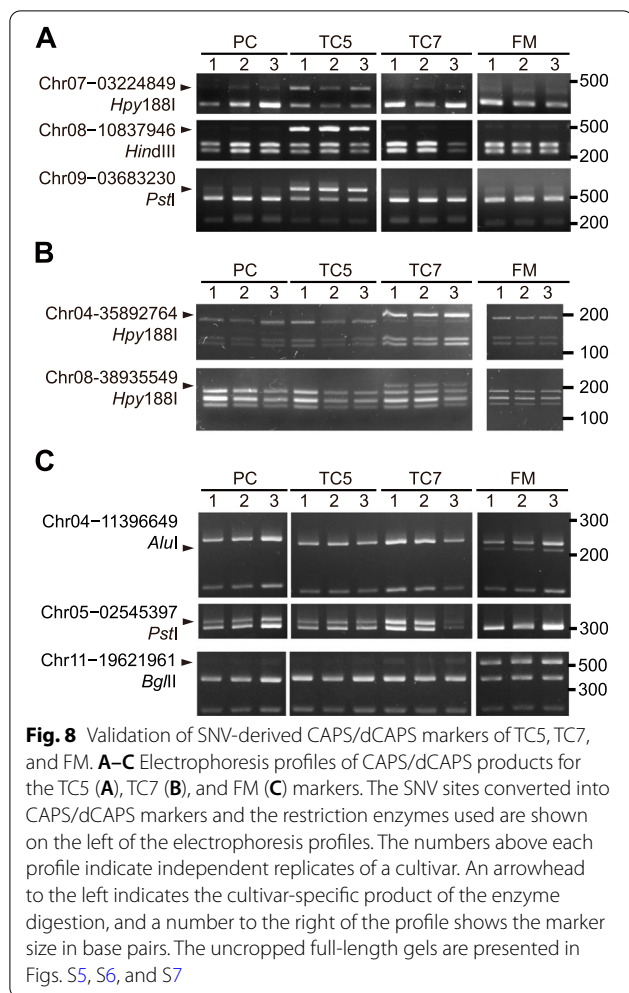 A
PC TC5 TC7 FM
1 2 3 1 2 3 1 2 3 1 2 3
Chr07–03224849
Hpy188I
500
Chr08–10837946
HindIII
500
200
Chr09–03683230
PstI
500
200
B
PC TC5 TC7 FM
1 2 3 1 2 3 1 2 3 1 2 3
Chr04-35892764
Hpy188I
200
100
Chr08-38935549
Hpy188I
200
100
C
PC TC5 TC7 FM
1 2 3 1 2 3 1 2 3 1 2 3
Chr04–11396649
AluI
300
200
Chr05–02545397
PstI
300
Chr11–19621961
BglII
500
300
Fig. 8 Validation of SNV-derived CAPS/dCAPS markers of TC5, TC7,
and FM. A–C Electrophoresis profiles of CAPS/dCAPS products for
the TC5 (A), TC7 (B), and FM (C) markers. The SNV sites converted into
CAPS/dCAPS markers and the restriction enzymes used are shown
on the left of the electrophoresis profiles. The numbers above each
profile indicate independent replicates of a cultivar. An arrowhead
to the left indicates the cultivar-specific product of the enzyme
digestion, and a number to the right of the profile shows the marker
size in base pairs. The uncropped full-length gels are presented in
Figs. S5, S6, and S7